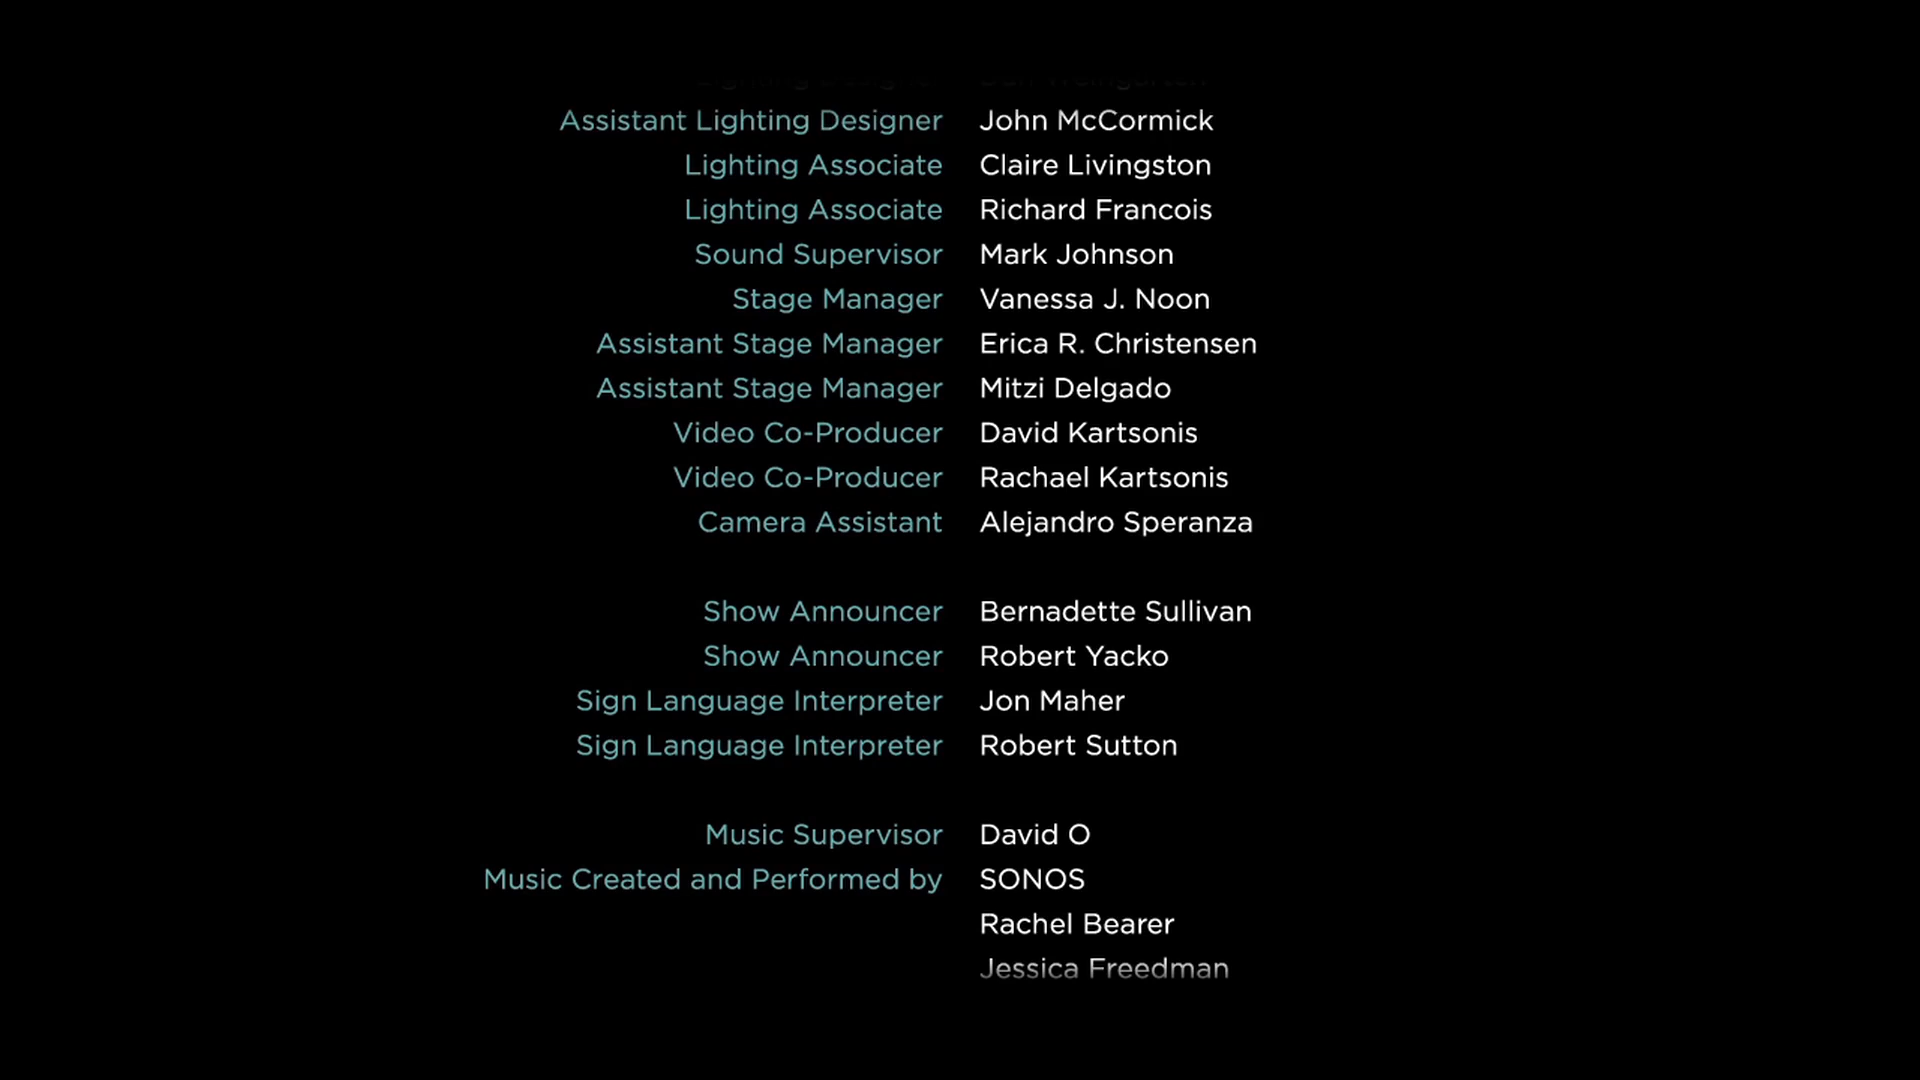 Lighting Designer Dan Weingarten
Assistant Lighting Designer John McCormick
Lighting Associate Claire Livingston
Lighting Associate Richard Francois
Sound Supervisor Mark Johnson
Stage Manager Vanessa J. Noon
Assistant Stage Manager Erica R. Christensen
Assistant Stage Manager Mitzi Delgado
Video Co-Producer David Kartsonis
Video Co-Producer Rachael Kartsonis
Camera Assistant Alejandro Speranza
Show Announcer Bernadette Sullivan
Show Announcer Robert Yacko
Sign Language Interpreter Jon Maher
Sign Language Interpreter Robert Sutton
Music Supervisor David O
Music Created and Performed by SONOS
Rachel Bearer
Jessica Freedman